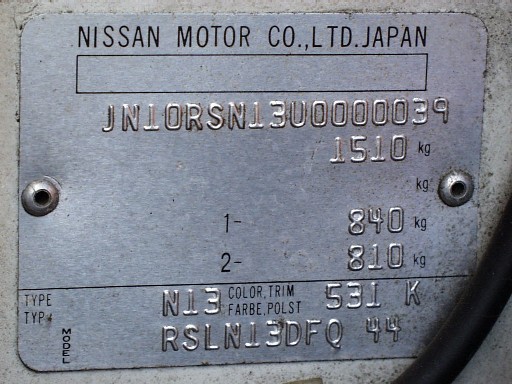 NISSAN MOTOR CO.,LTD.JAPAN
JN10RSN13U0000039
1510 kg
kg
1- 840 kg
2- 810 kg
TYPE N13 COLOR,TRIM 531 K
TYP: FARBE,POLST
MODEL RSLN13DFQ 44